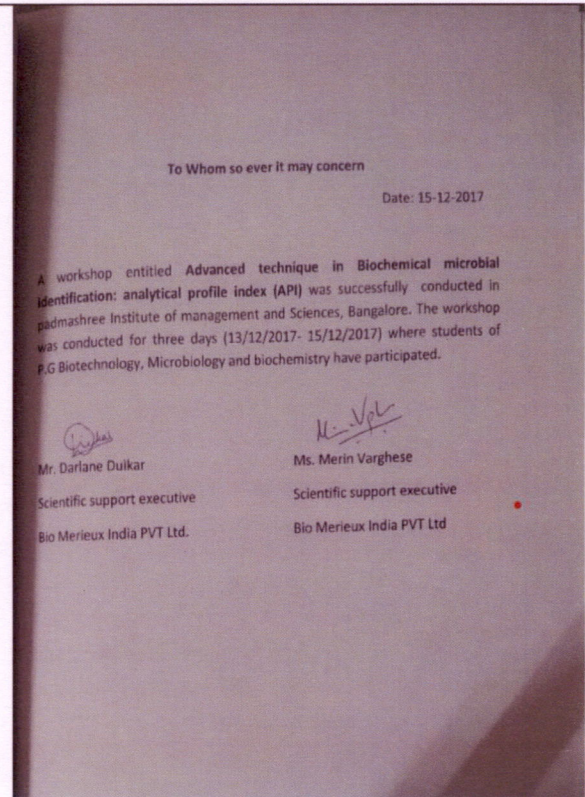 To Whom so ever it may concern
Date: 15-12-2017
A workshop entitled Advanced technique in Biochemical microbial
identification: analytical profile index (API) was successfully conducted in
padmashree Institute of management and Sciences, Bangalore. The workshop
was conducted for three days (13/12/2017- 15/12/2017) where students of
P.G Biotechnology, Microbiology and biochemistry have participated.
Mr. Darlane Duikar
Scientific support executive
Bio Merieux India PVT Ltd.
Ms. Merin Varghese
Scientific support executive
Bio Merieux India PVT Ltd